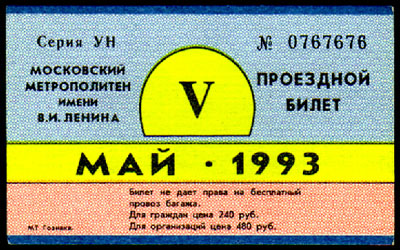 Серия УН
№ 0767676
МОСКОВСКИЙ
МЕТРОПОЛИТЕН
ИМЕНИ
В.И. ЛЕНИНА
V
ПРОЕЗДНОЙ
БИЛЕТ
МАЙ · 1993
Билет не дает права на бесплатный
провоз багажа.
Для граждан цена 240 руб.
Для организаций цена 480 руб.
МТ Гознака.